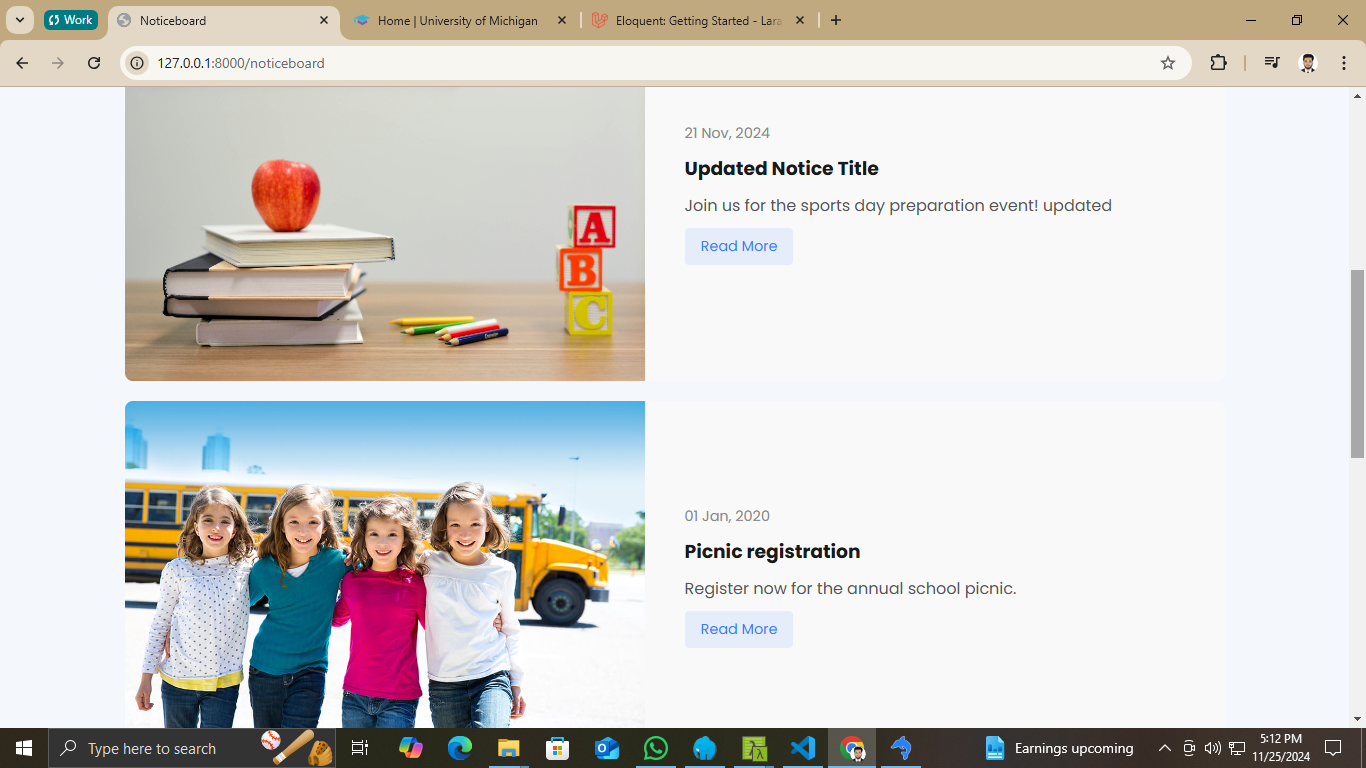 Work
Noticeboard
Home | University of Michigan
Eloquent: Getting Started - Lara
127.0.0.1:8000/noticeboard
21 Nov, 2024
Updated Notice Title
Join us for the sports day preparation event! updated
Read More
A
B
C
01 Jan, 2020
Picnic registration
Register now for the annual school picnic.
Read More
Type here to search
Earnings upcoming
5:12 PM
11/25/2024